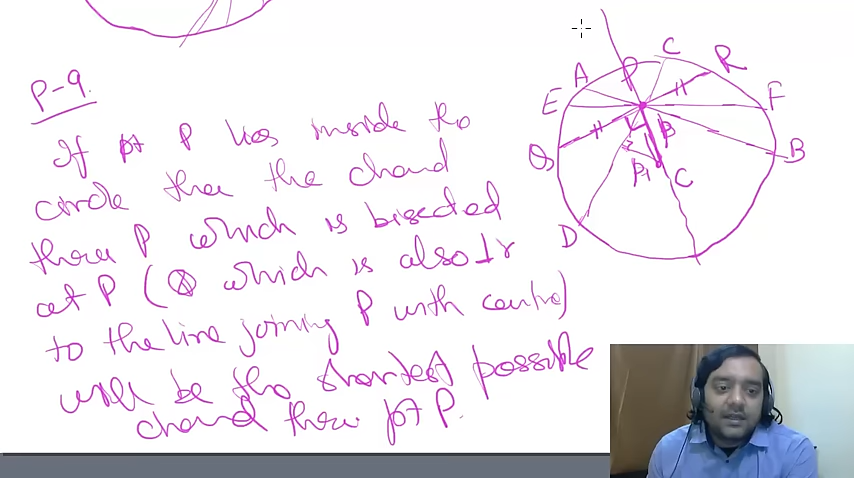 P-9.
If pt P lies inside the
circle then the chord
thru P which is bisected
at P ( which is also ⊥r
to the line joining P with centre)
will be the shortest possible
chord thru pt P.
A P C R
E F
Q B
P
P1 C
D